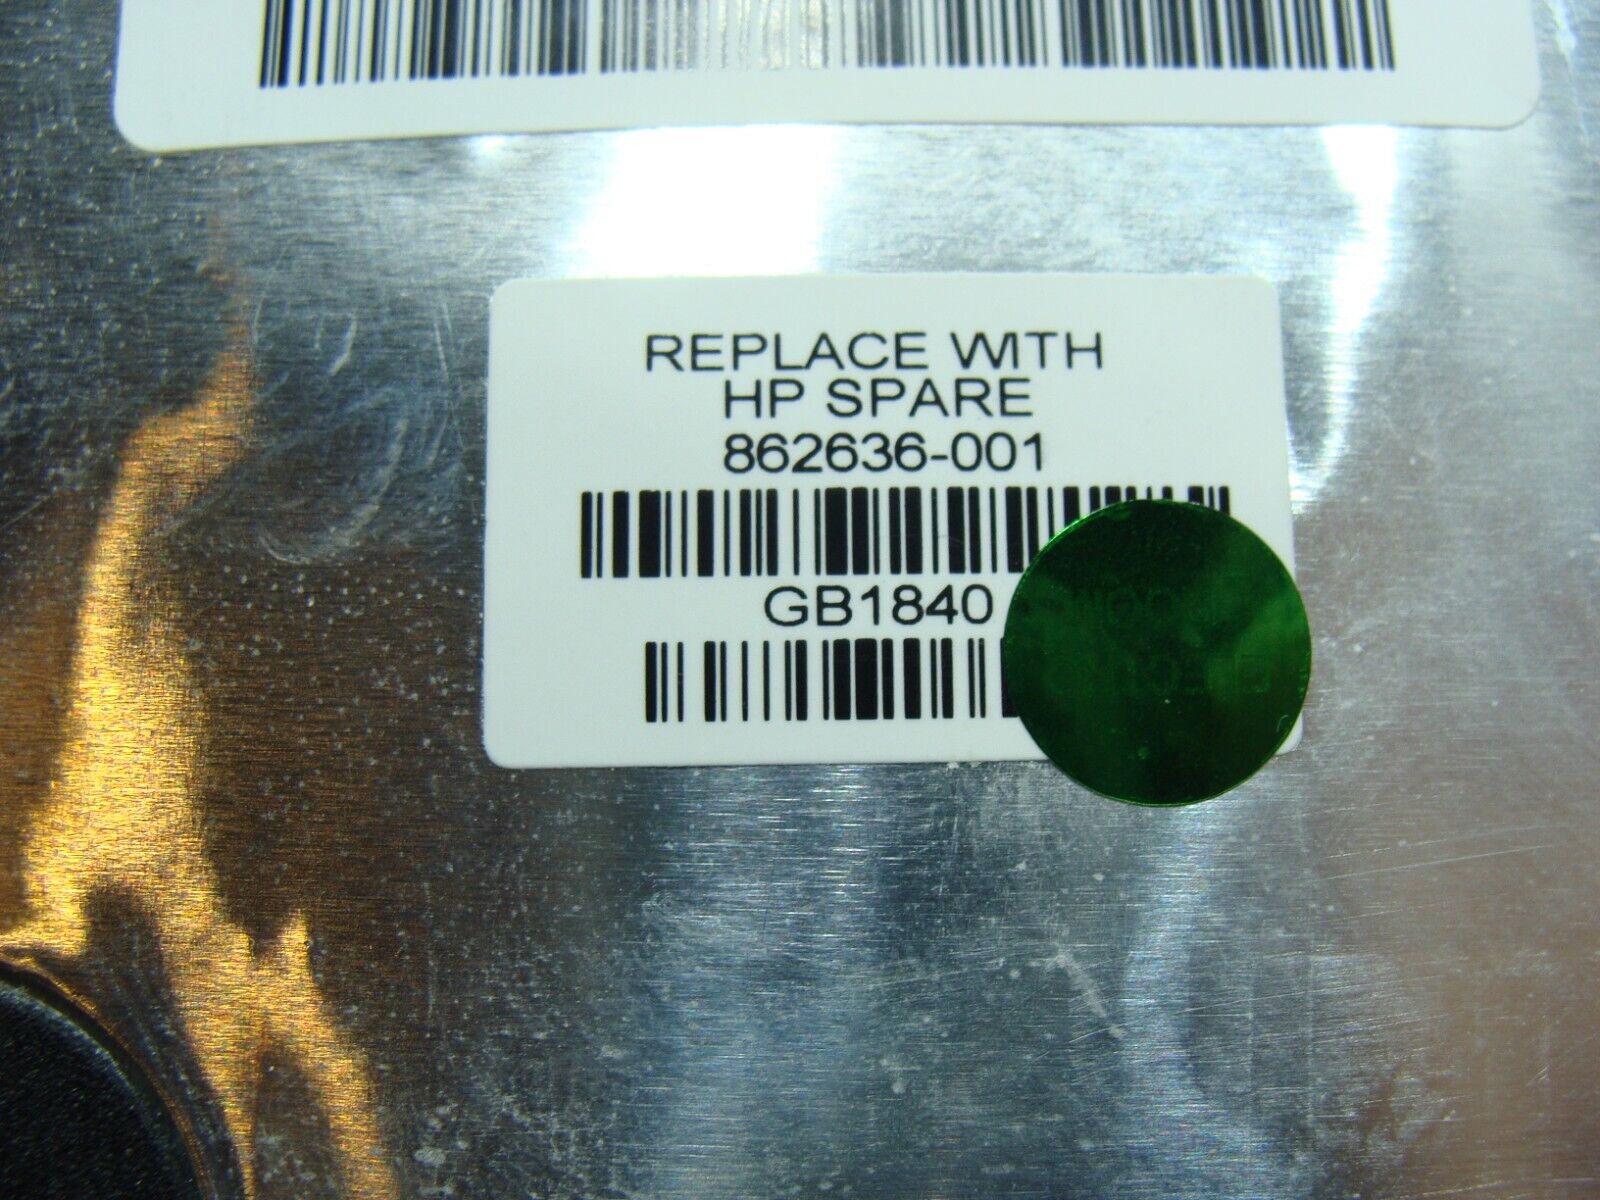 REPLACE WITH
HP SPARE
862636-001
GB1840